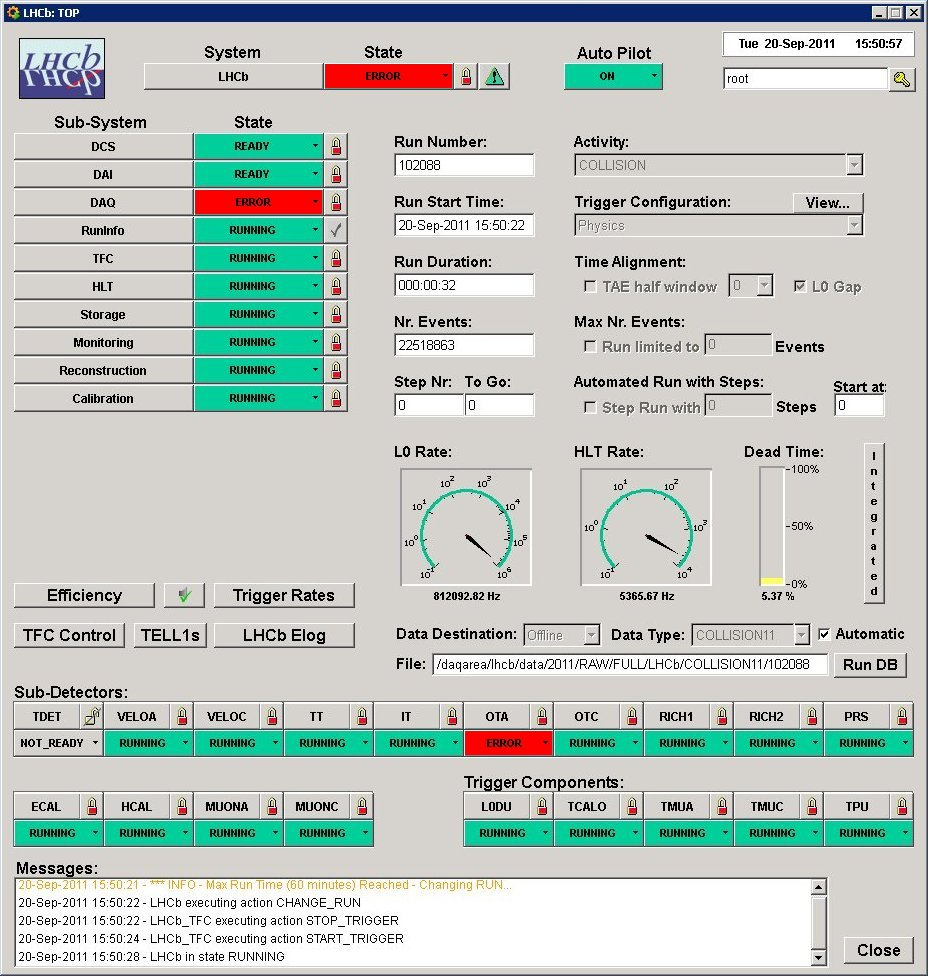 LHCb: TOP
LHCb
LHCb
System State Auto Pilot
Tue 20-Sep-2011 15:50:57
LHCb ERROR ON
root
Sub-System State
DCS READY
DAI READY
DAQ ERROR
RunInfo RUNNING
TFC RUNNING
HLT RUNNING
Storage RUNNING
Monitoring RUNNING
Reconstruction RUNNING
Calibration RUNNING
Run Number:
102088
Run Start Time:
20-Sep-2011 15:50:22
Run Duration:
000:00:32
Nr. Events:
22518863
Step Nr: To Go:
0 0
Activity:
COLLISION
Trigger Configuration: View...
Physics
Time Alignment:
TAE half window 0 L0 Gap
Max Nr. Events:
Run limited to 0 Events
Automated Run with Steps: Start at:
Step Run with 0 Steps 0
L0 Rate: HLT Rate: Dead Time:
10^-1 10^0 10^1 10^2 10^3 10^4 10^5 10^6
812092.82 Hz
10^-1 10^0 10^1 10^2 10^3 10^4
5365.67 Hz
100%
50%
0%
5.37 %
Integrated
Efficiency Trigger Rates
TFC Control TELL1s LHCb Elog
Data Destination: Offline Data Type: COLLISION11 Automatic
File: /daqarea/lhcb/data/2011/RAW/FULL/LHCb/COLLISION11/102088 Run DB
Sub-Detectors:
TDET VELOA VELOC TT IT OTA OTC RICH1 RICH2 PRS
NOT_READY RUNNING RUNNING RUNNING RUNNING ERROR RUNNING RUNNING RUNNING RUNNING
Trigger Components:
ECAL HCAL MUONA MUONC L0DU TCALO TMUA TMUC TPU
RUNNING RUNNING RUNNING RUNNING RUNNING RUNNING RUNNING RUNNING RUNNING
Messages:
20-Sep-2011 15:50:21 - *** INFO - Max Run Time (60 minutes) Reached - Changing RUN...
20-Sep-2011 15:50:22 - LHCb executing action CHANGE_RUN
20-Sep-2011 15:50:22 - LHCb_TFC executing action STOP_TRIGGER
20-Sep-2011 15:50:24 - LHCb_TFC executing action START_TRIGGER
20-Sep-2011 15:50:28 - LHCb in state RUNNING
Close